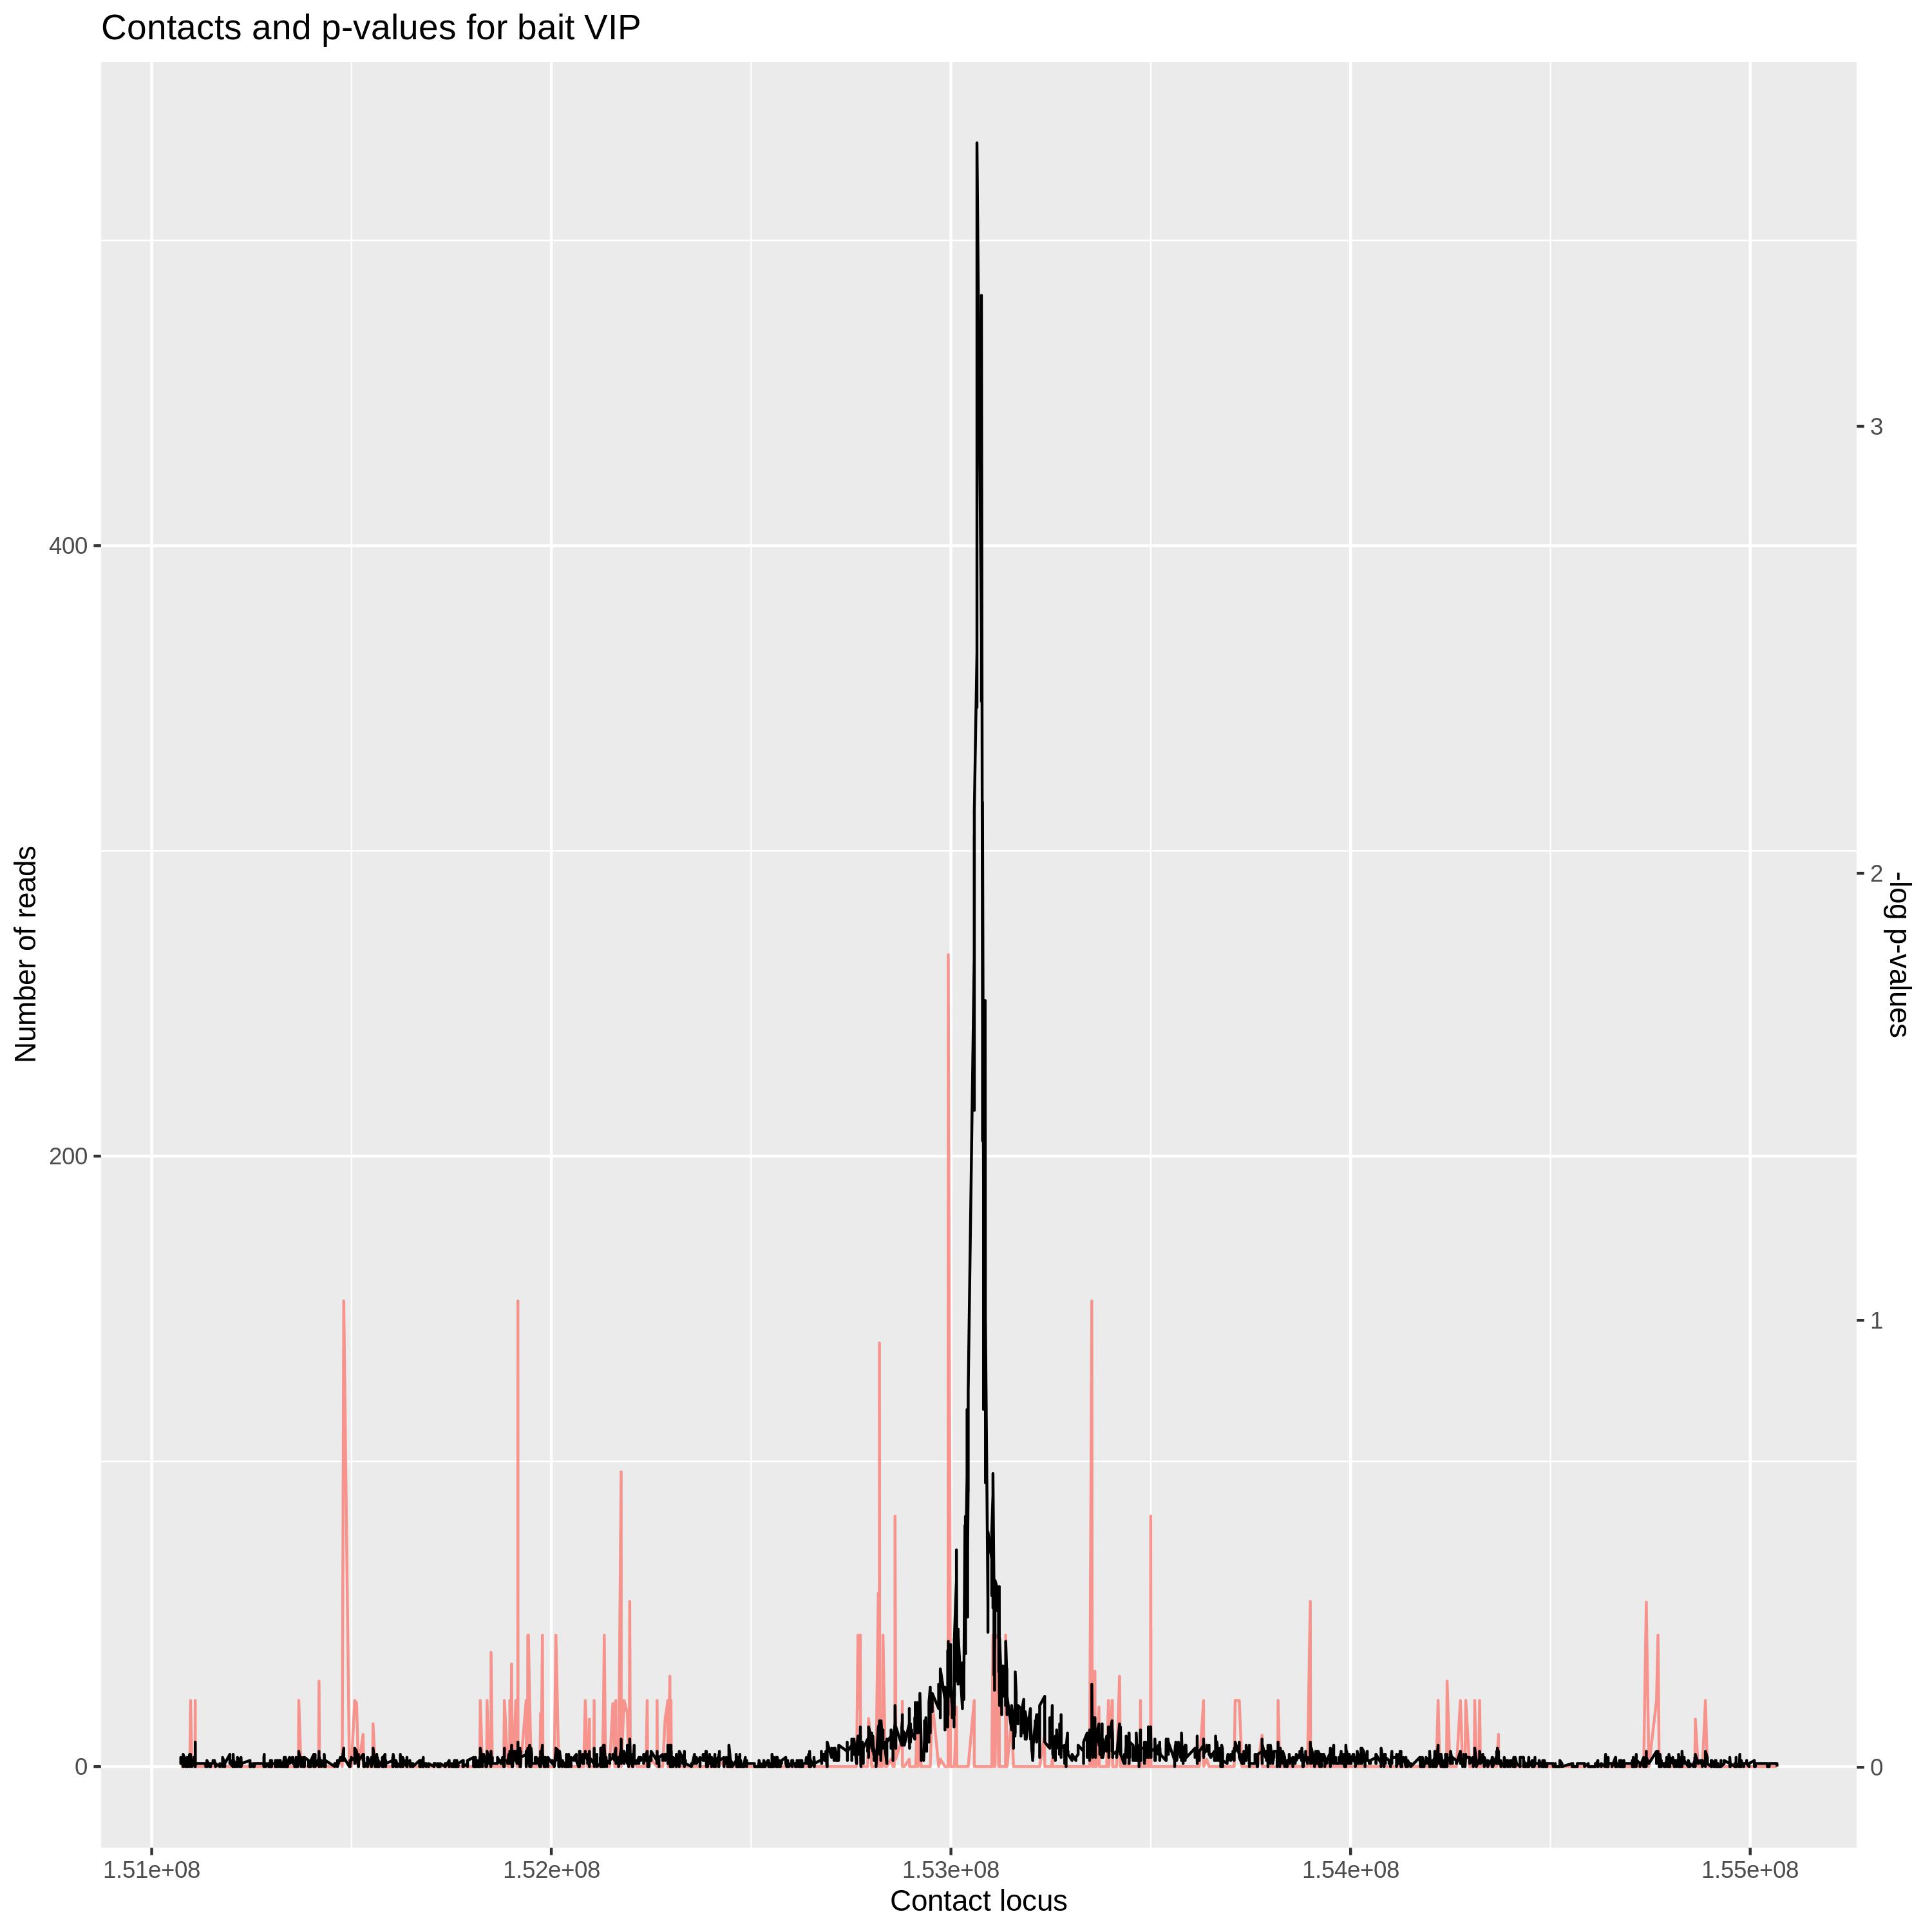 Contacts and p-values for bait VIP
Number of reads
400
200
0
3
2
1
0
-log p-values
1.51e+08
1.52e+08
1.53e+08
1.54e+08
1.55e+08
Contact locus